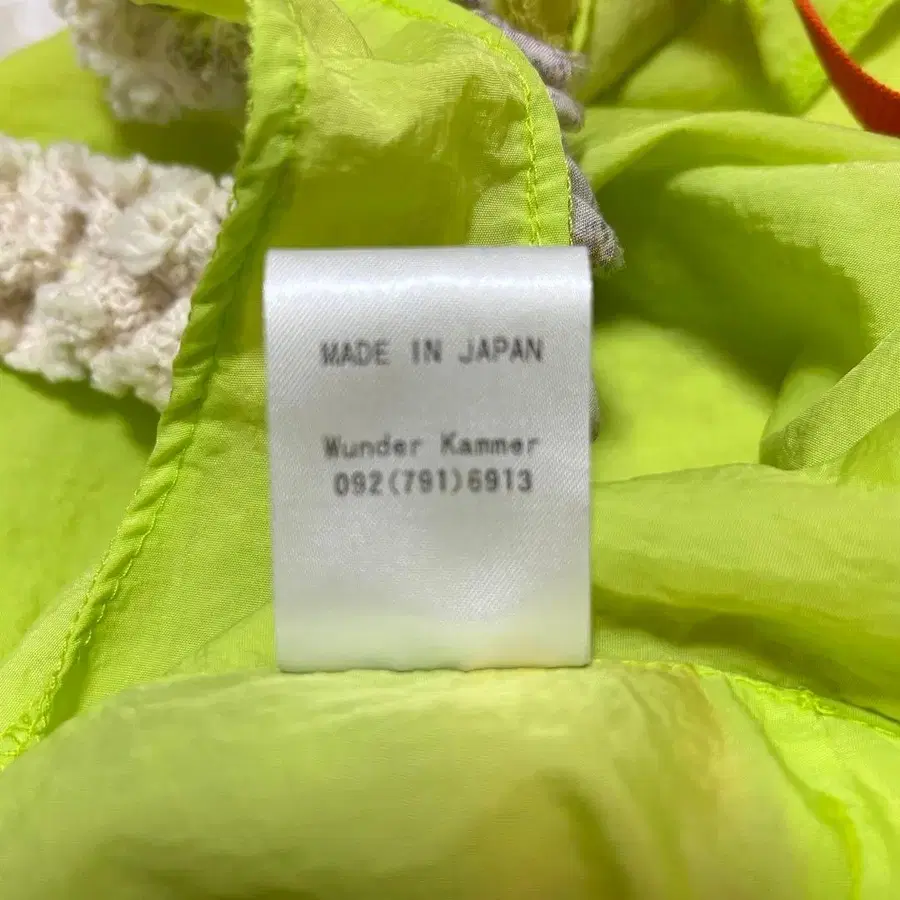 MADE IN JAPAN
Wunder Kammer
092(791)6913